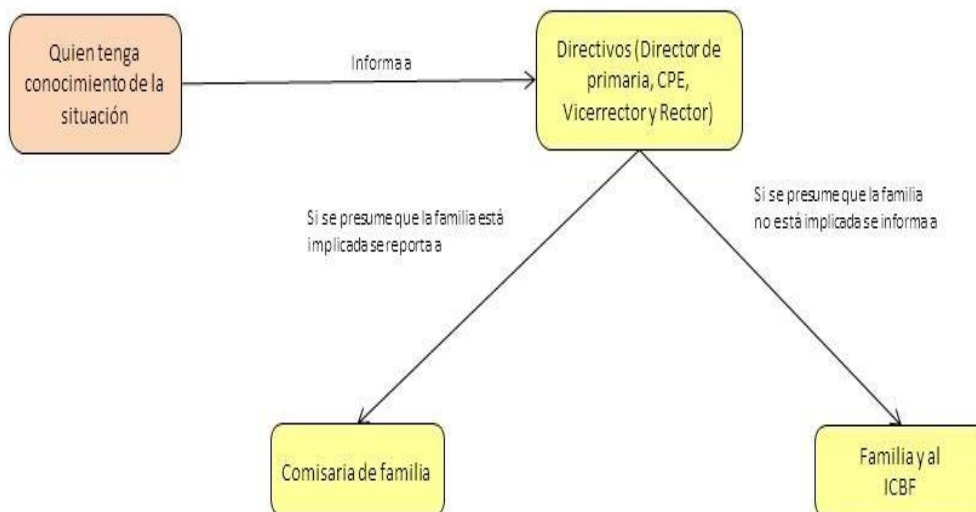 Quien tenga
conocimiento de la
situación
Informa a
Directivos (Director de
primaria, CPE,
Vicerrector y Rector)
Si se presume que la familia está
implicada se reporta a
Si se presume que la familia
no está implicada se informa a
Comisaria de familia
Familia y al
ICBF